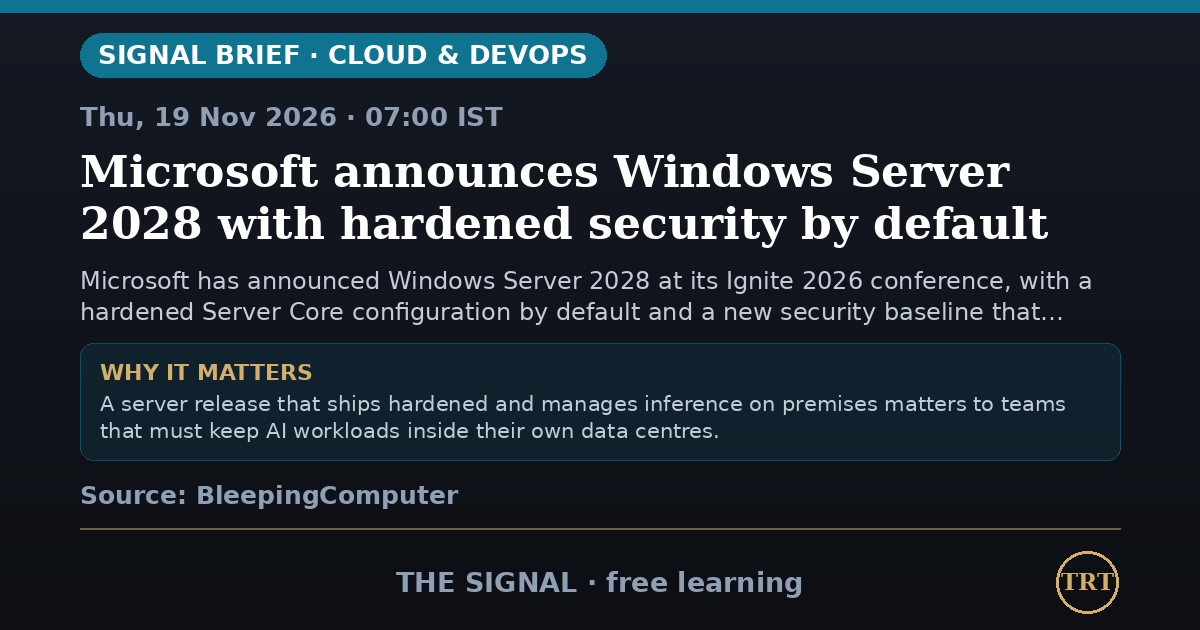 SIGNAL BRIEF · CLOUD & DEVOPS
Thu, 19 Nov 2026 · 07:00 IST
Microsoft announces Windows Server
2028 with hardened security by default
Microsoft has announced Windows Server 2028 at its Ignite 2026 conference, with a
hardened Server Core configuration by default and a new security baseline that…
WHY IT MATTERS
A server release that ships hardened and manages inference on premises matters to teams
that must keep AI workloads inside their own data centres.
Source: BleepingComputer
THE SIGNAL · free learning
TRT